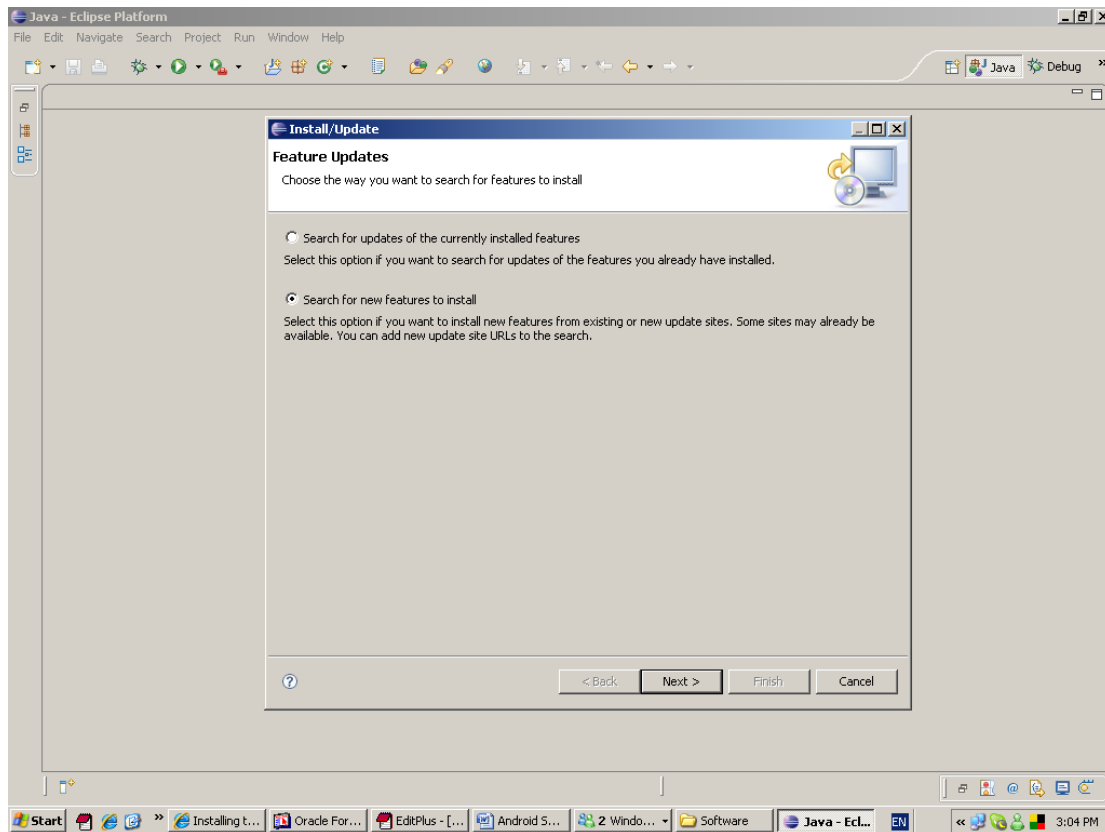 Java - Eclipse Platform
File Edit Navigate Search Project Run Window Help
Java Debug »
Install/Update
Feature Updates
Choose the way you want to search for features to install
Search for updates of the currently installed features
Select this option if you want to search for updates of the features you already have installed.
Search for new features to install
Select this option if you want to install new features from existing or new update sites. Some sites may already be
available. You can add new update site URLs to the search.
< Back Next > Finish Cancel
Start » Installing t... Oracle For... EditPlus - [... Android S... 2 Windo... Software Java - Ecl... EN « 3:04 PM